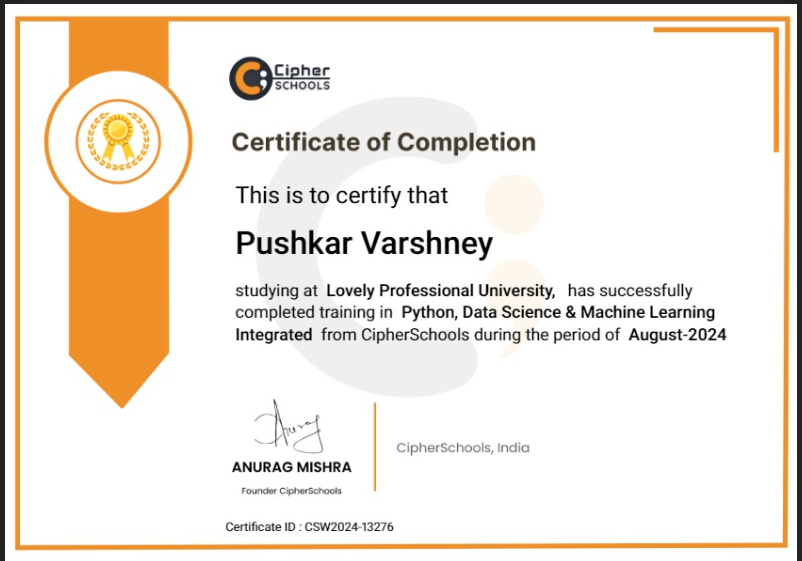 Cipher
SCHOOLS
Certificate of Completion
This is to certify that
Pushkar Varshney
studying at Lovely Professional University, has successfully
completed training in Python, Data Science & Machine Learning
Integrated from CipherSchools during the period of August-2024
Anurag
ANURAG MISHRA
Founder CipherSchools
CipherSchools, India
Certificate ID : CSW2024-13276